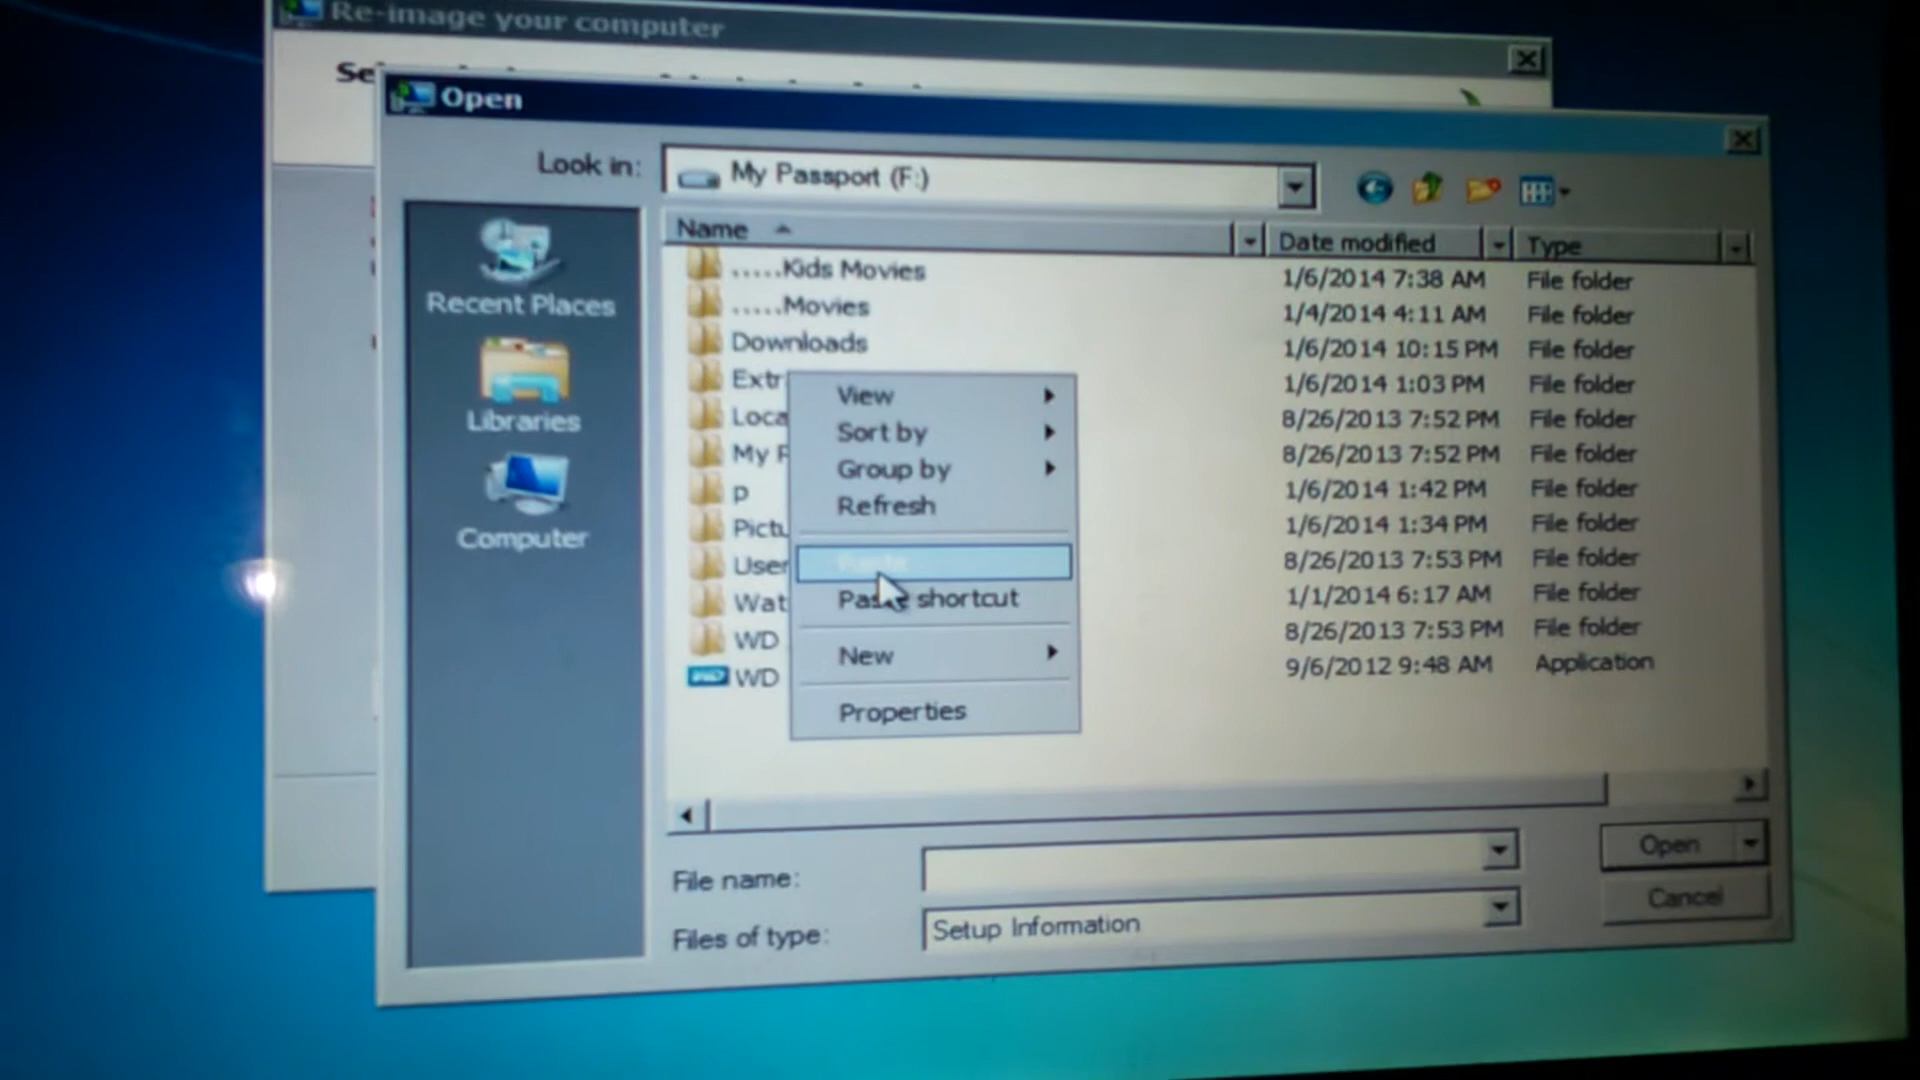 Re-image your computer
Open
Look in:
My Passport (F:)
Name
Date modified
Type
.....Kids Movies
1/6/2014 7:38 AM
File folder
.....Movies
1/4/2014 4:11 AM
File folder
Downloads
1/6/2014 10:15 PM
File folder
Extr
1/6/2014 1:03 PM
File folder
Loca
8/26/2013 7:52 PM
File folder
My
8/26/2013 7:52 PM
File folder
p
1/6/2014 1:42 PM
File folder
Pictu
1/6/2014 1:34 PM
File folder
User
8/26/2013 7:53 PM
File folder
Wat
1/1/2014 6:17 AM
File folder
WD
8/26/2013 7:53 PM
File folder
WD
9/6/2012 9:48 AM
Application
View
Sort by
Group by
Refresh
Paste
Paste shortcut
New
Properties
Recent Places
Libraries
Computer
File name:
Files of type:
Setup Information
Open
Cancel